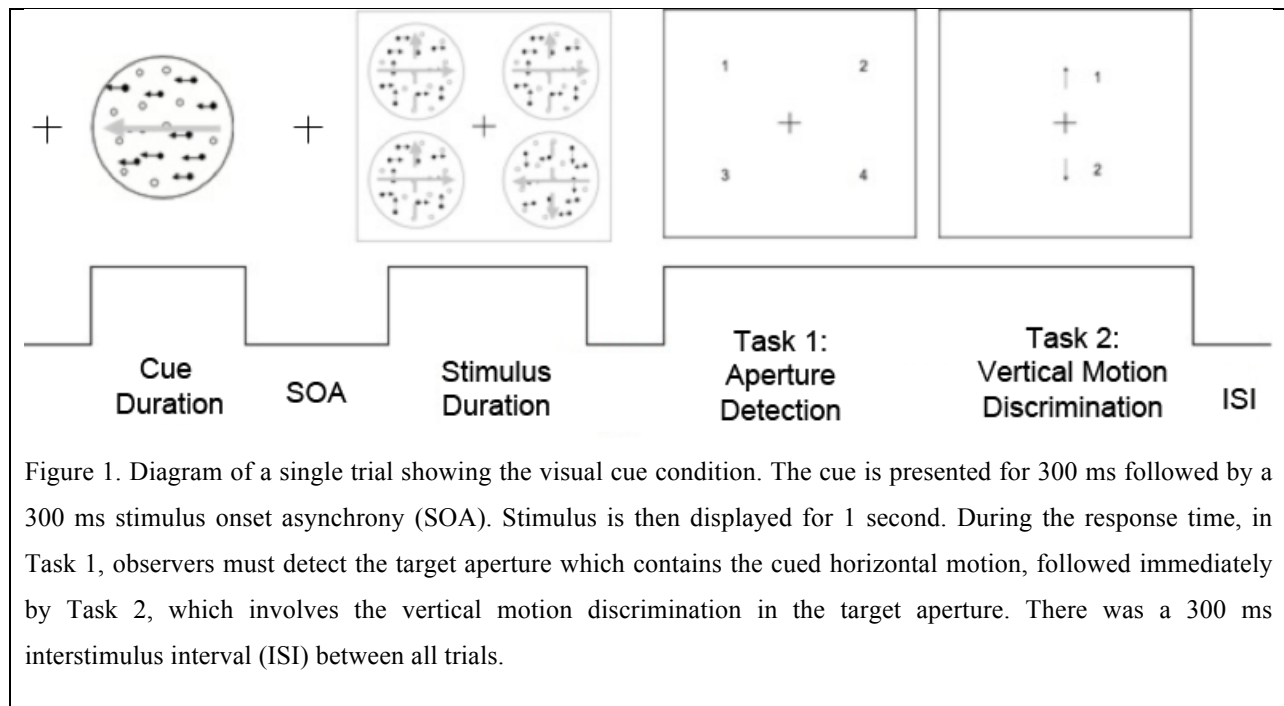 1 2
3 4
1
2
Cue
Duration
SOA
Stimulus
Duration
Task 1:
Aperture
Detection
Task 2:
Vertical Motion
Discrimination
ISI
Figure 1. Diagram of a single trial showing the visual cue condition. The cue is presented for 300 ms followed by a
300 ms stimulus onset asynchrony (SOA). Stimulus is then displayed for 1 second. During the response time, in
Task 1, observers must detect the target aperture which contains the cued horizontal motion, followed immediately
by Task 2, which involves the vertical motion discrimination in the target aperture. There was a 300 ms
interstimulus interval (ISI) between all trials.